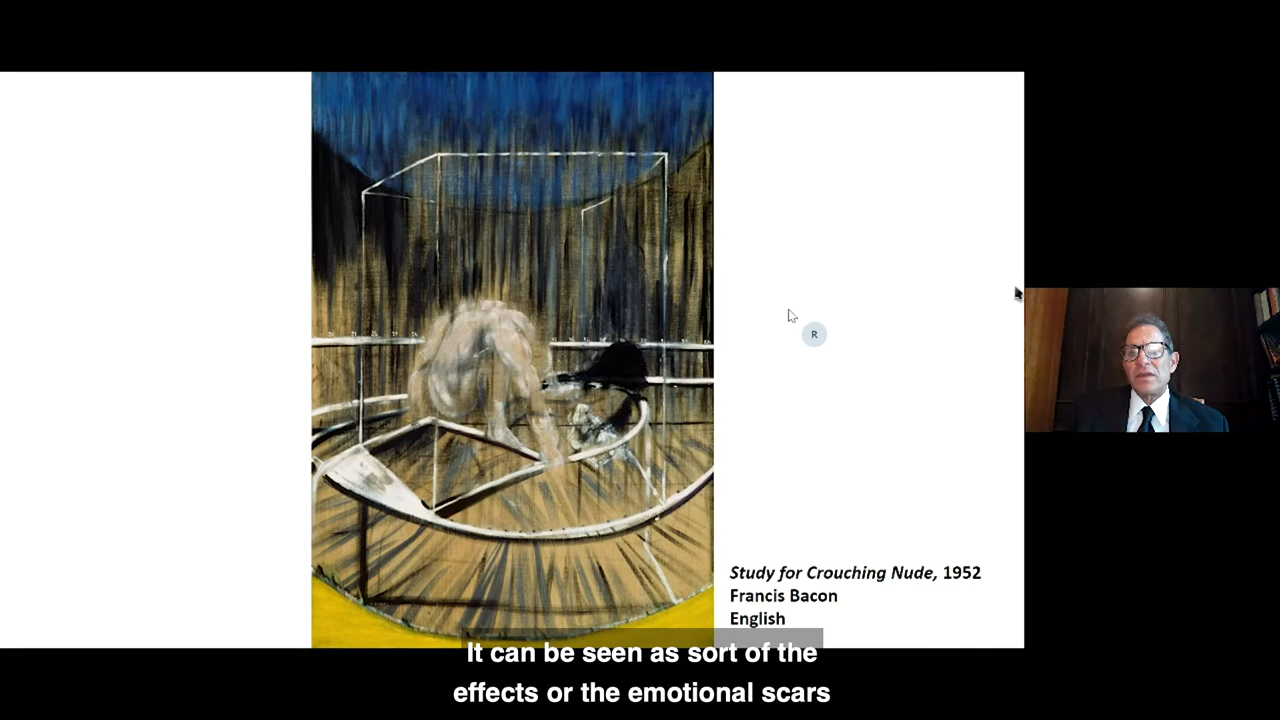 R
Study for Crouching Nude, 1952
Francis Bacon
English
It can be seen as sort of the
effects or the emotional scars